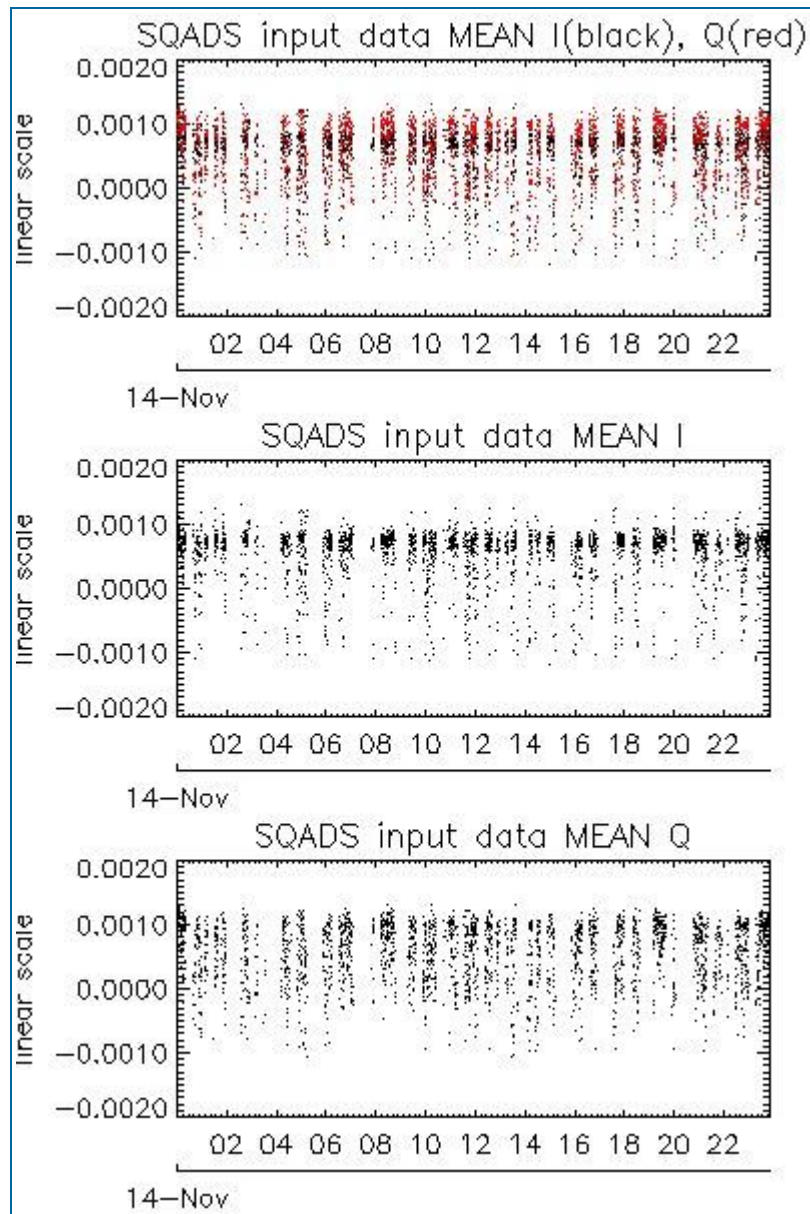 SQADS input data MEAN I(black), Q(red)
0.0020
0.0010
0.0000
−0.0010
−0.0020
linear scale
02 04 06 08 10 12 14 16 18 20 22
14−Nov
SQADS input data MEAN I
0.0020
0.0010
0.0000
−0.0010
−0.0020
linear scale
02 04 06 08 10 12 14 16 18 20 22
14−Nov
SQADS input data MEAN Q
0.0020
0.0010
0.0000
−0.0010
−0.0020
linear scale
02 04 06 08 10 12 14 16 18 20 22
14−Nov